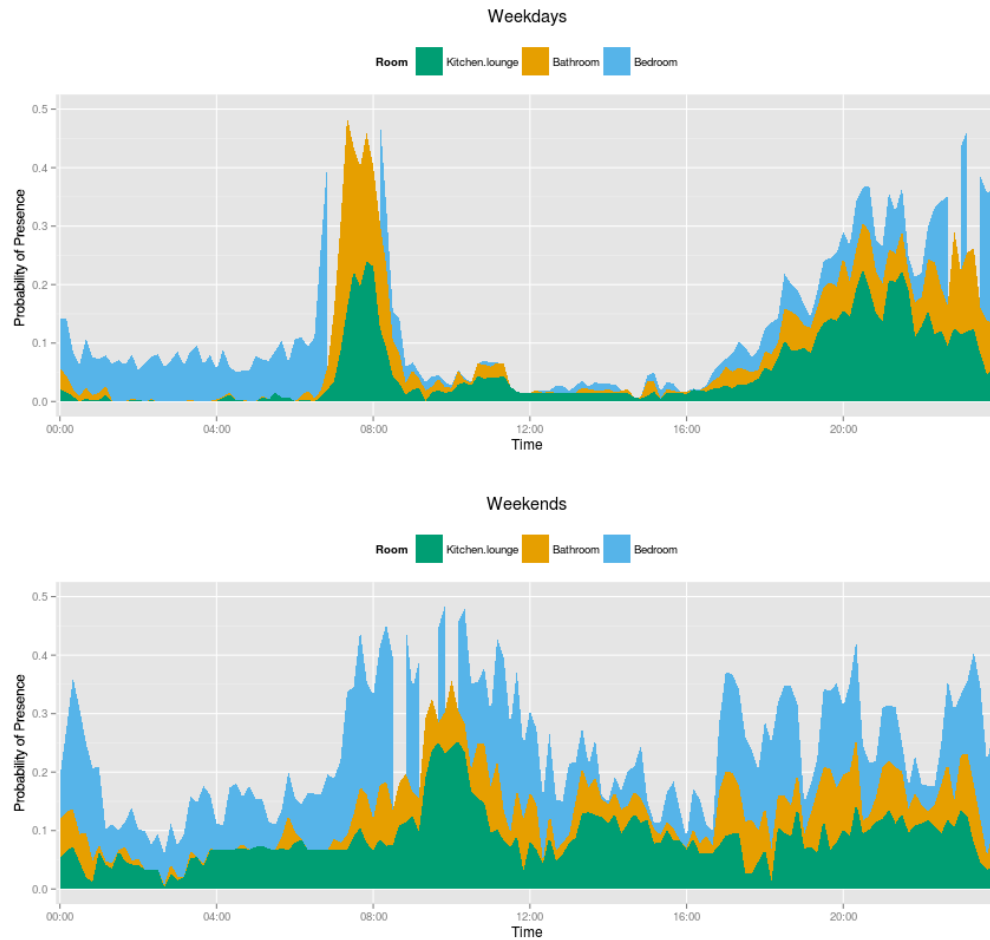 Weekdays
Room Kitchen.lounge Bathroom Bedroom
Probability of Presence
0.5
0.4
0.3
0.2
0.1
0.0
00:00 04:00 08:00 12:00 16:00 20:00
Time
Weekends
Room Kitchen.lounge Bathroom Bedroom
Probability of Presence
0.5
0.4
0.3
0.2
0.1
0.0
00:00 04:00 08:00 12:00 16:00 20:00
Time